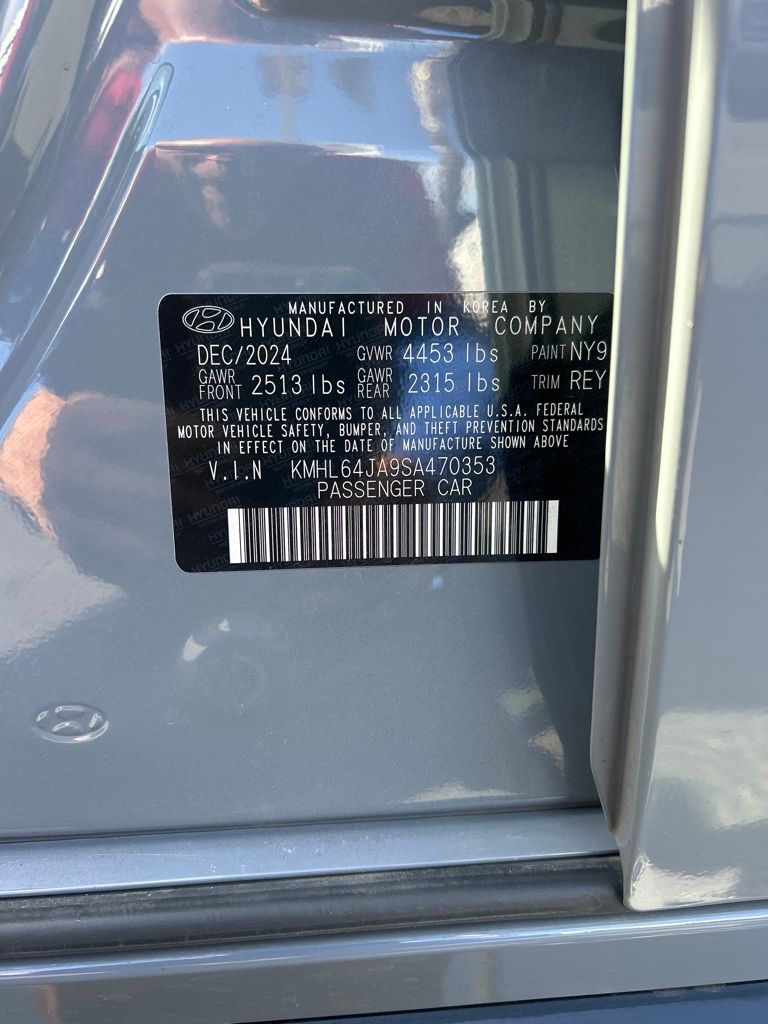 MANUFACTURED IN KOREA BY
HYUNDAI MOTOR COMPANY
DEC/2024 GVWR 4453 lbs PAINT NY9
GAWR FRONT 2513 lbs GAWR REAR 2315 lbs TRIM REY
THIS VEHICLE CONFORMS TO ALL APPLICABLE U.S.A. FEDERAL
MOTOR VEHICLE SAFETY, BUMPER, AND THEFT PREVENTION STANDARDS
IN EFFECT ON THE DATE OF MANUFACTURE SHOWN ABOVE
V.I.N KMHL64JA9SA470353
PASSENGER CAR